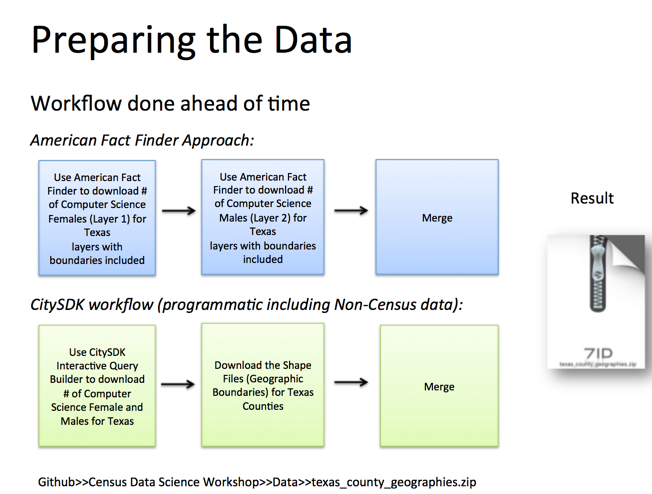 Preparing the Data
Workflow done ahead of time
American Fact Finder Approach:
Use American Fact
Finder to download #
of Computer Science
Females (Layer 1) for
Texas
layers with
boundaries included
Use American Fact
Finder to download #
of Computer Science
Males (Layer 2) for
Texas
layers with boundaries
included
Merge
Result
ZIP
texas_county_geographies.zip
CitySDK workflow (programmatic including Non-Census data):
Use CitySDK
Interactive Query
Builder to download
# of Computer
Science Female and
Males for Texas
Download the Shape
Files (Geographic
Boundaries) for Texas
Counties
Merge
Github>>Census Data Science Workshop>>Data>>texas_county_geographies.zip